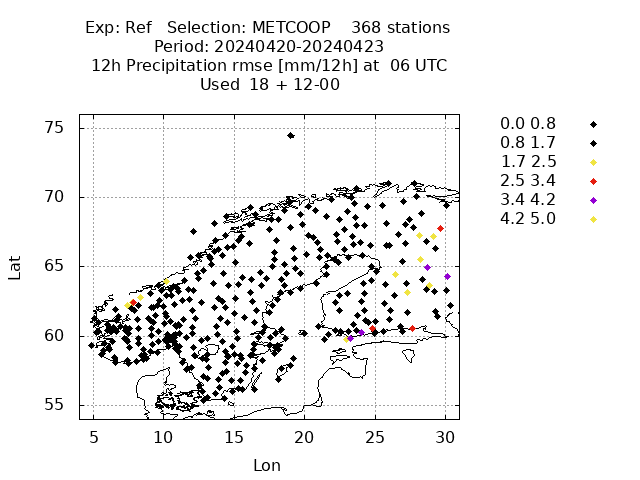 Exp: Ref Selection: METCOOP 368 stations
Period: 20240420-20240423
12h Precipitation rmse [mm/12h] at 06 UTC
Used 18 + 12-00
75
70
65
60
55
Lat
5 10 15 20 25 30
Lon
0.0 0.8
0.8 1.7
1.7 2.5
2.5 3.4
3.4 4.2
4.2 5.0